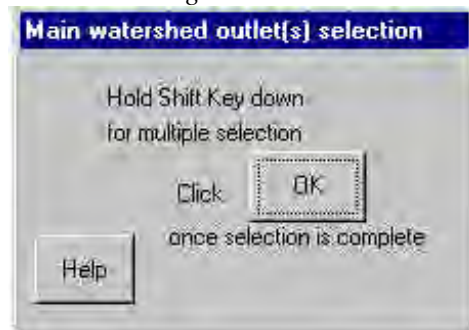 Main watershed outlet(s) selection
Hold Shift Key down
for multiple selection
Click OK
once selection is complete
Help